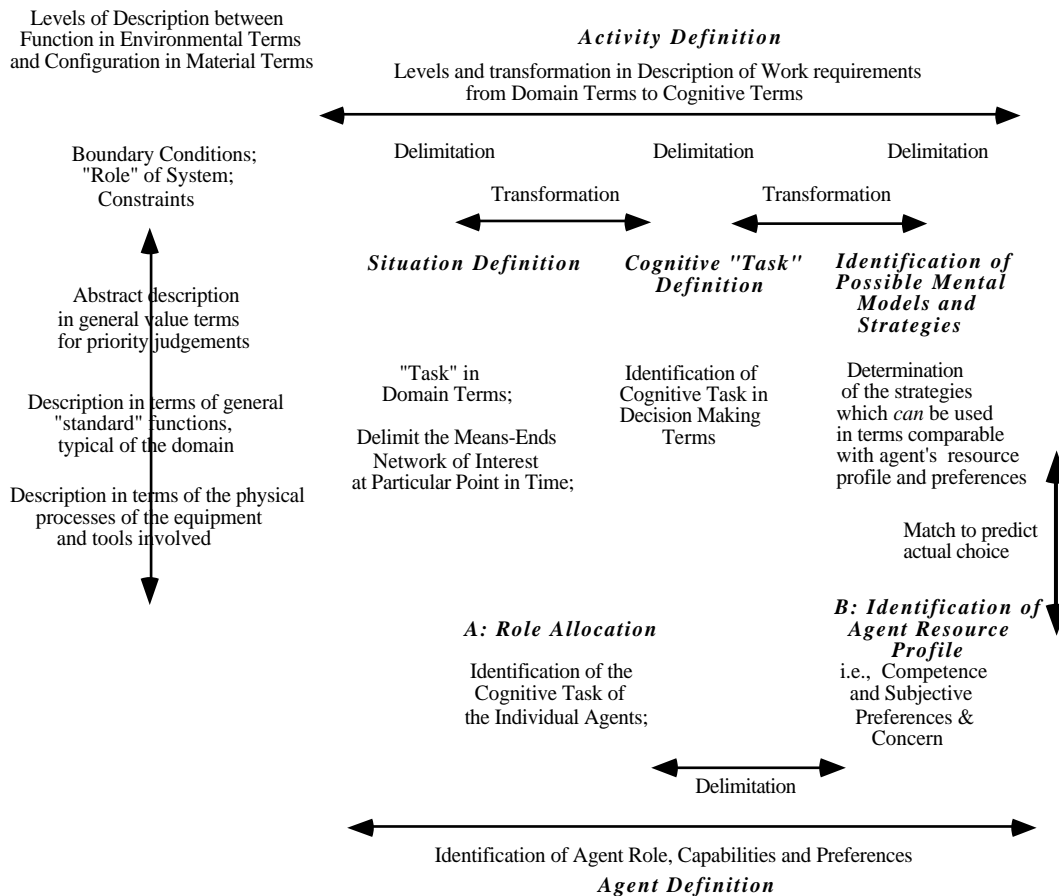 Levels of Description between
Function in Environmental Terms
and Configuration in Material Terms
Activity Definition
Levels and transformation in Description of Work requirements
from Domain Terms to Cognitive Terms
Boundary Conditions;
"Role" of System;
Constraints
Delimitation
Delimitation
Delimitation
Transformation
Transformation
Situation Definition
Cognitive "Task"
Definition
Identification of
Possible Mental
Models and
Strategies
Abstract description
in general value terms
for priority judgements
"Task" in
Domain Terms;
Delimit the Means-Ends
Network of Interest
at Particular Point in Time;
Identification of
Cognitive Task in
Decision Making
Terms
Determination
of the strategies
which can be used
in terms comparable
with agent's resource
profile and preferences
Description in terms of general
"standard" functions,
typical of the domain
Description in terms of the physical
processes of the equipment
and tools involved
Match to predict
actual choice
A: Role Allocation
Identification of the
Cognitive Task of
the Individual Agents;
B: Identification of
Agent Resource
Profile
i.e., Competence
and Subjective
Preferences &
Concern
Delimitation
Identification of Agent Role, Capabilities and Preferences
Agent Definition